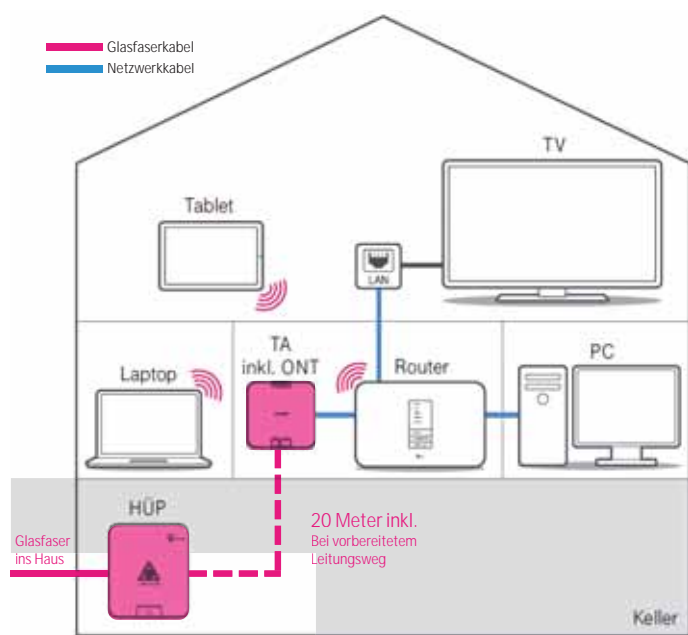 Glasfaserkabel
Netzwerkkabel
TV
Tablet
LAN
TA
inkl. ONT
Router
PC
Laptop
HÜP
20 Meter inkl.
Bei vorbereitetem
Leitungsweg
Glasfaser
ins Haus
Keller